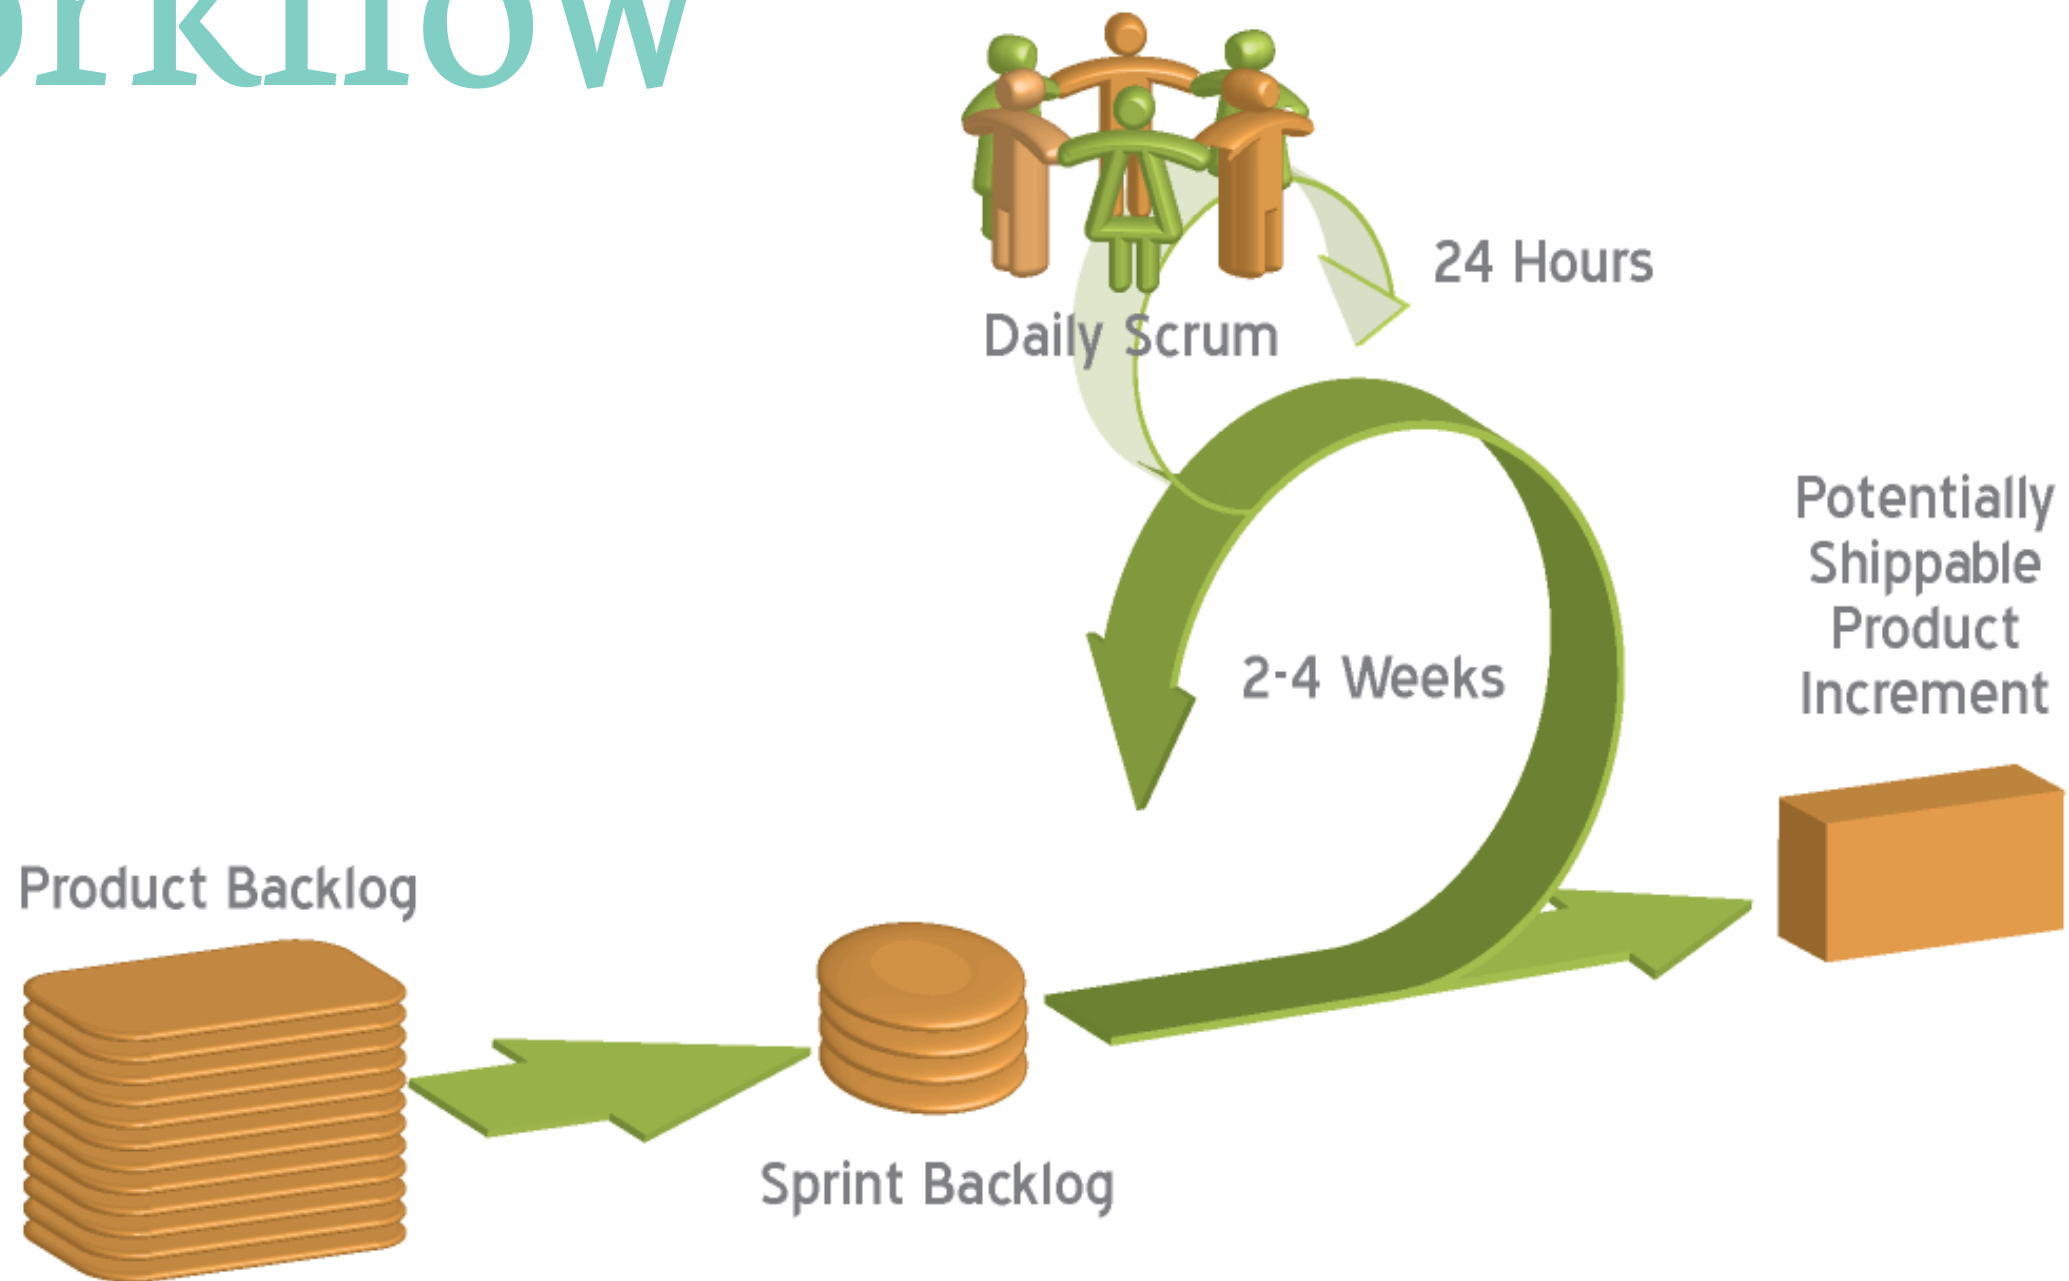 24 Hours
Daily Scrum
2-4 Weeks
Potentially
Shippable
Product
Increment
Product Backlog
Sprint Backlog